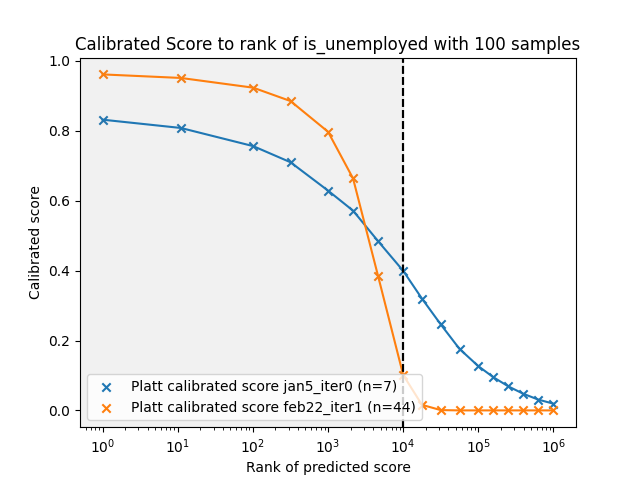 Calibrated Score to rank of is_unemployed with 100 samples
1.0
0.8
0.6
0.4
0.2
0.0
Calibrated score
Platt calibrated score jan5_iter0 (n=7)
Platt calibrated score feb22_iter1 (n=44)
10⁰ 10¹ 10² 10³ 10⁴ 10⁵ 10⁶
Rank of predicted score